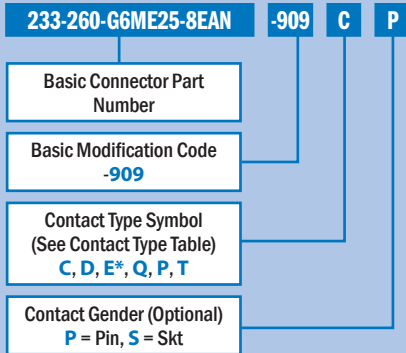 233-260-G6ME25-8EAN -909 C P
Basic Connector Part
Number
Basic Modification Code
-909
Contact Type Symbol
(See Contact Type Table)
C, D, E*, Q, P, T
Contact Gender (Optional)
P = Pin, S = Skt